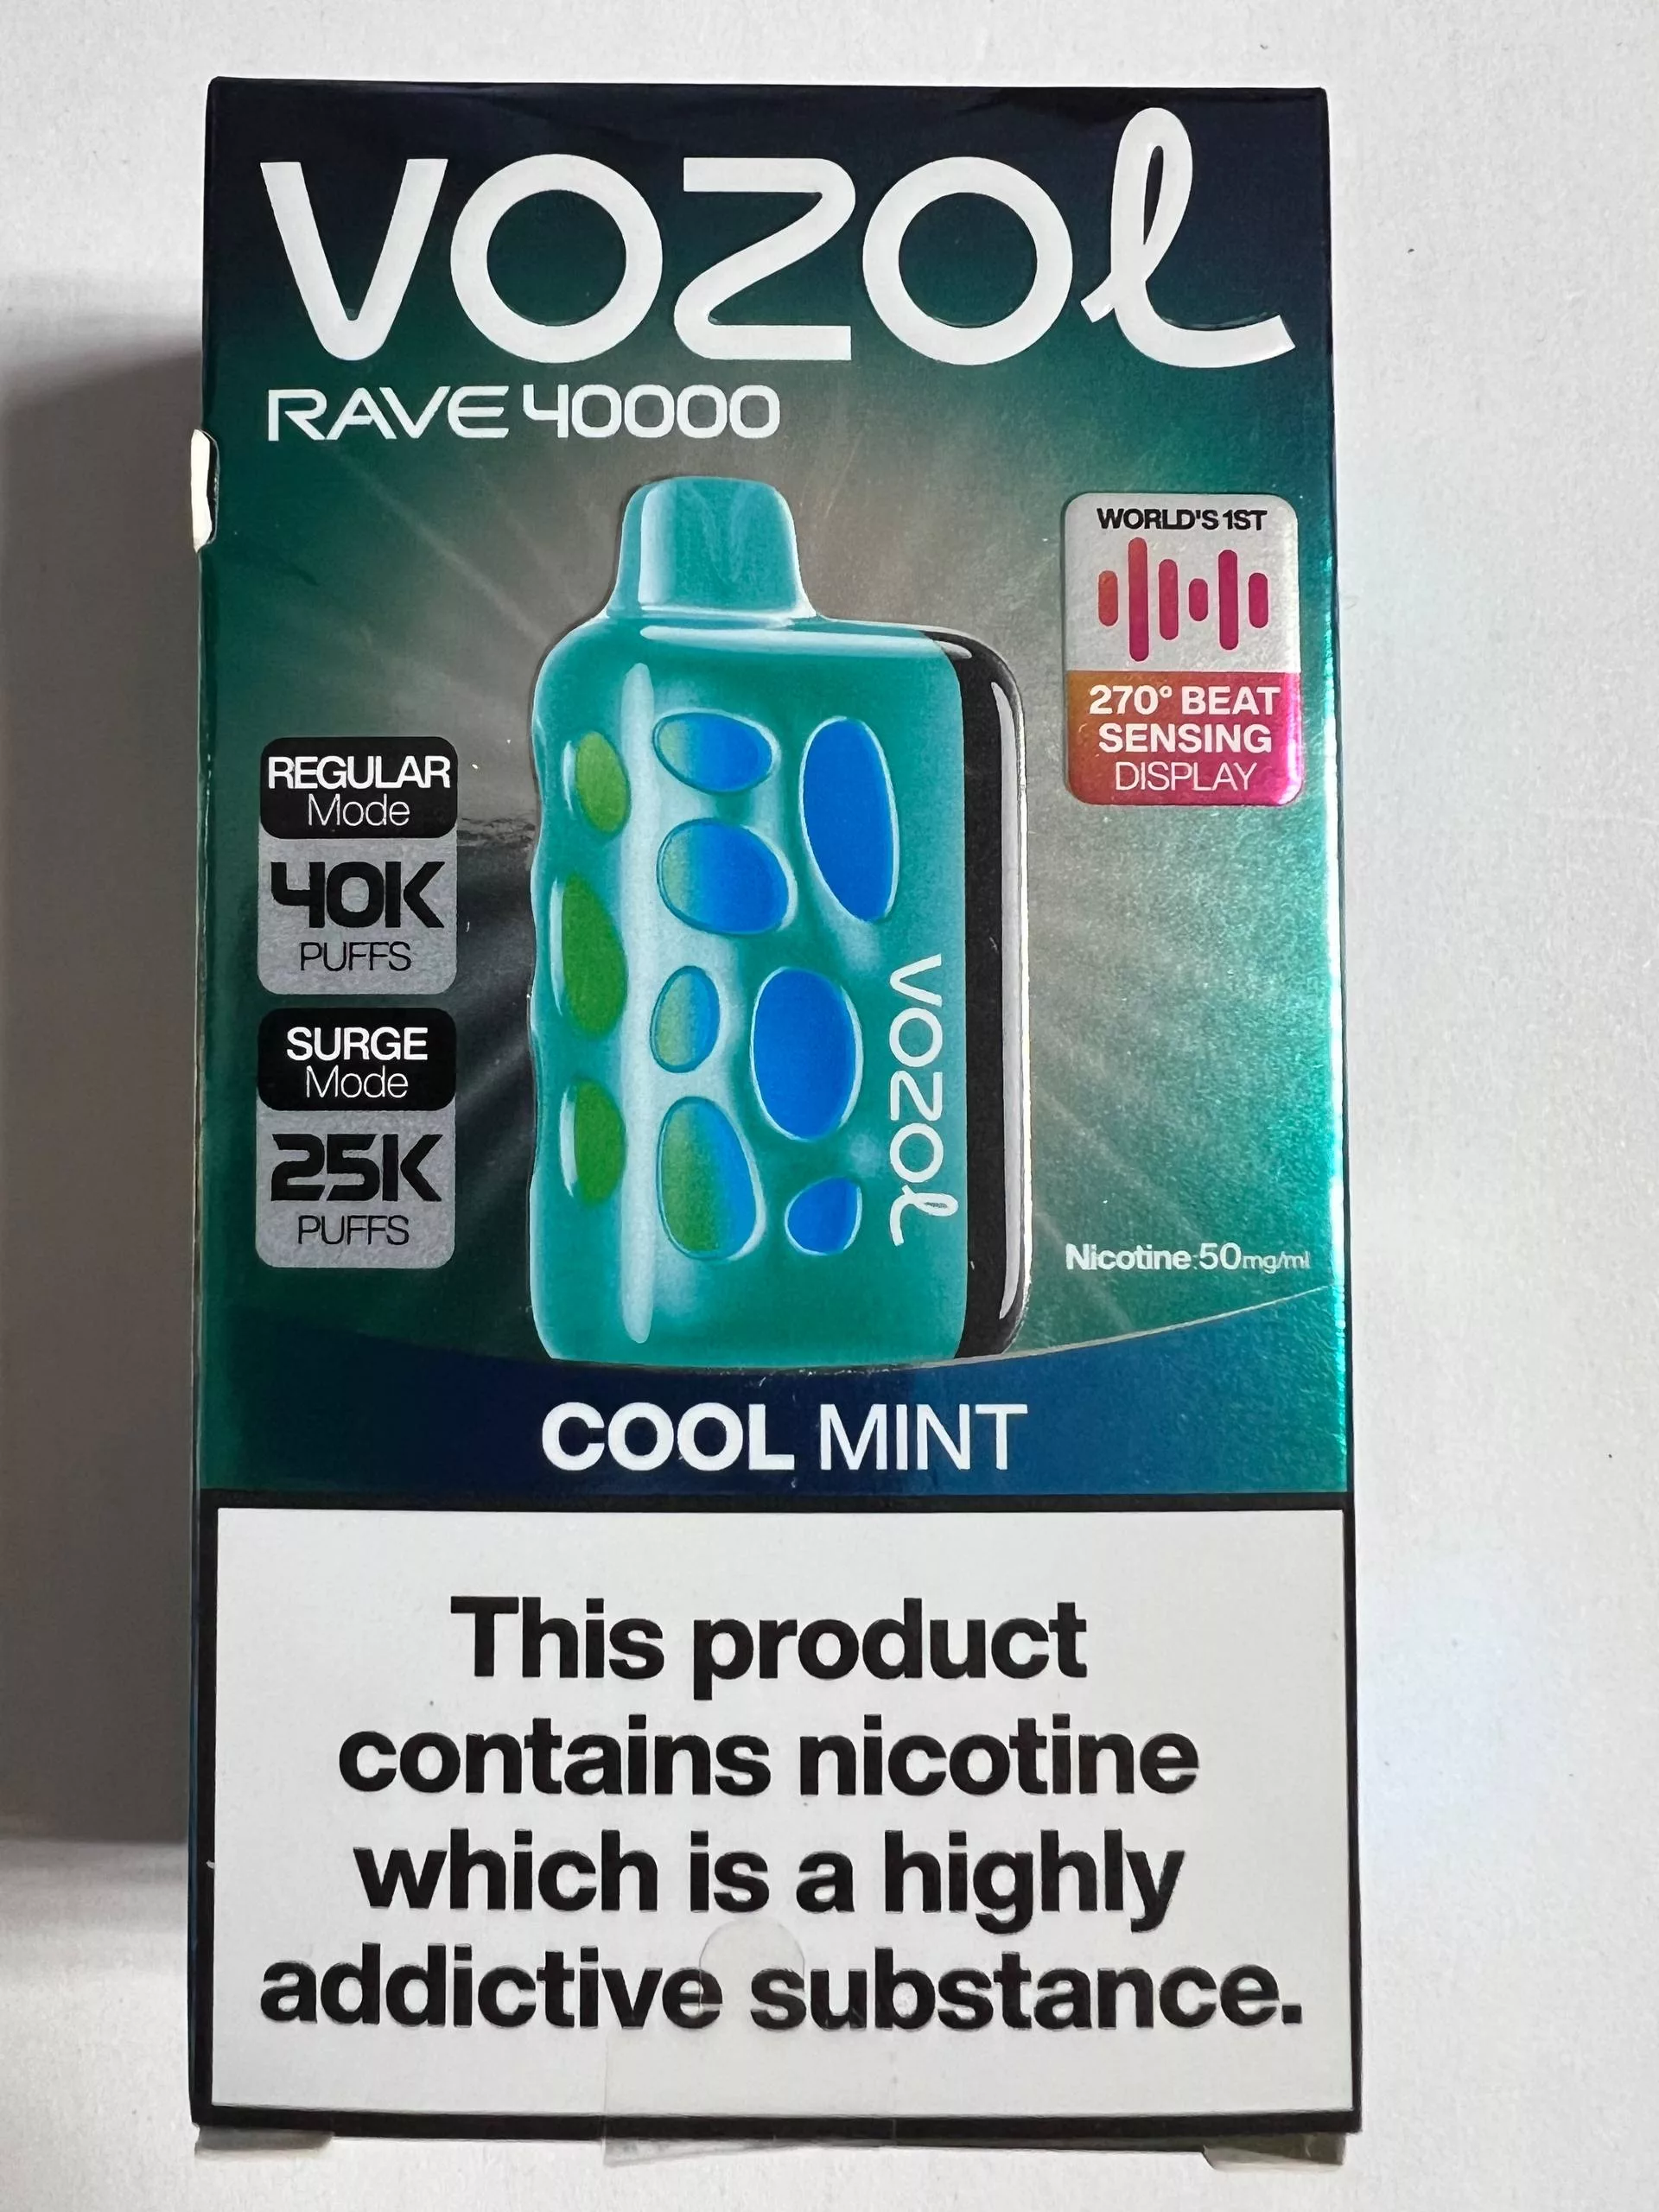 VOZOL
RAVE 40000
WORLD'S 1ST
270° BEAT
SENSING
DISPLAY
REGULAR
Mode
40K
PUFFS
SURGE
Mode
25K
PUFFS
VOZOL
Nicotine:50mg/ml
COOL MINT
This product
contains nicotine
which is a highly
addictive substance.